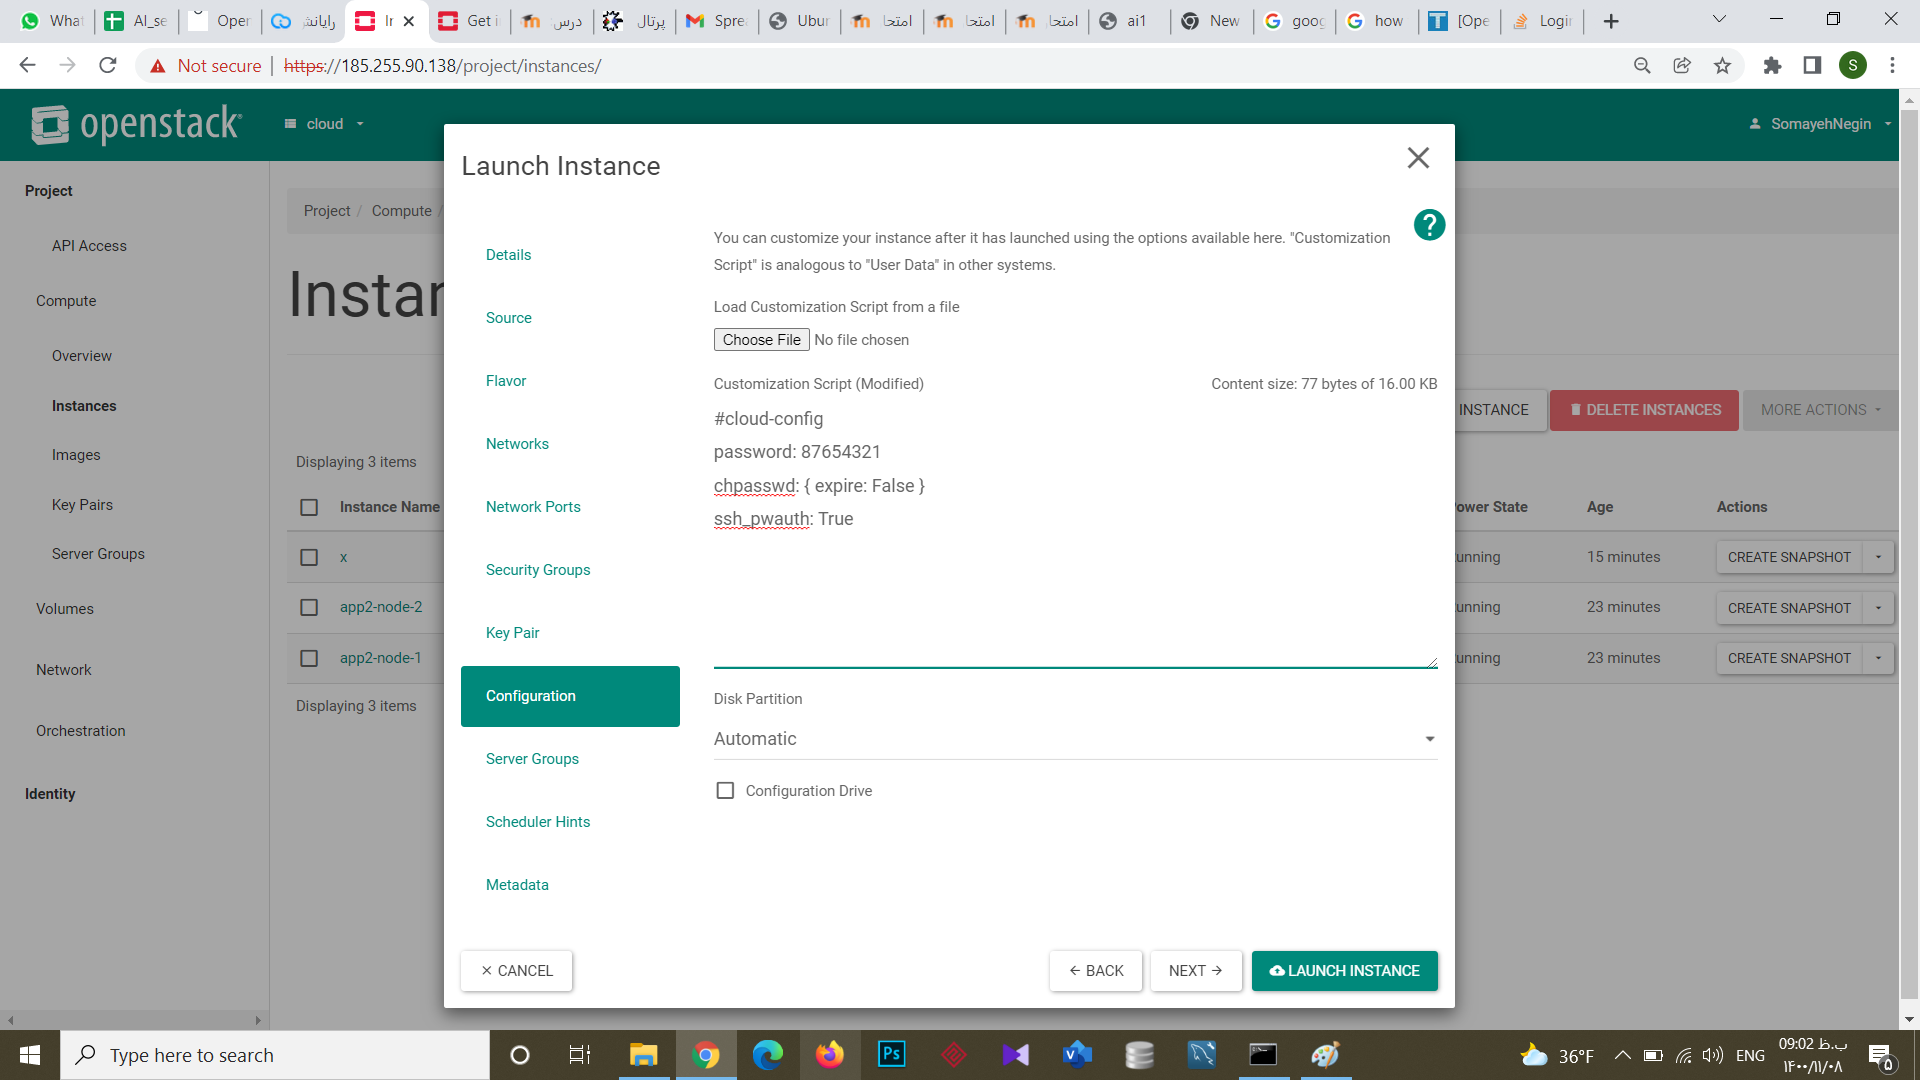 What
AI_se
Open
رایانش
In
Get i
درس:
پرتال
Spre
Ubun
امتحا
امتحا
امتحا
ai1
New
goog
how
[Ope
Login
Not secure
https://185.255.90.138/project/instances/
S
openstack
cloud
SomayehNegin
Project
API Access
Compute
Overview
Instances
Images
Key Pairs
Server Groups
Volumes
Network
Orchestration
Identity
Project / Compute /
Instan
INSTANCE
DELETE INSTANCES
MORE ACTIONS
Displaying 3 items
Instance Name
ower State
Age
Actions
x
unning
15 minutes
CREATE SNAPSHOT
app2-node-2
unning
23 minutes
CREATE SNAPSHOT
app2-node-1
unning
23 minutes
CREATE SNAPSHOT
Displaying 3 items
Launch Instance
Details
Source
Flavor
Networks
Network Ports
Security Groups
Key Pair
Configuration
Server Groups
Scheduler Hints
Metadata
?
You can customize your instance after it has launched using the options available here. "Customization
Script" is analogous to "User Data" in other systems.
Load Customization Script from a file
Choose File No file chosen
Customization Script (Modified)
Content size: 77 bytes of 16.00 KB
#cloud-config
password: 87654321
chpasswd: { expire: False }
ssh_pwauth: True
Disk Partition
Automatic
Configuration Drive
CANCEL
BACK
NEXT
LAUNCH INSTANCE
Type here to search
Ps
36°F
ENG
09:02 ب.ظ
۱۴۰۰/۱۱/۰۸
۵